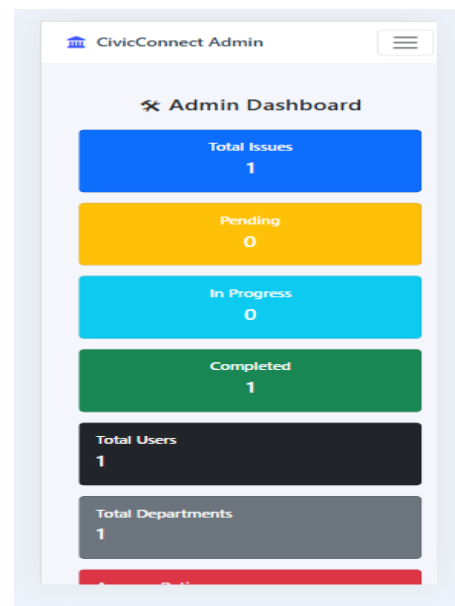 CivicConnect Admin
🛠 Admin Dashboard
Total Issues
1
Pending
0
In Progress
0
Completed
1
Total Users
1
Total Departments
1